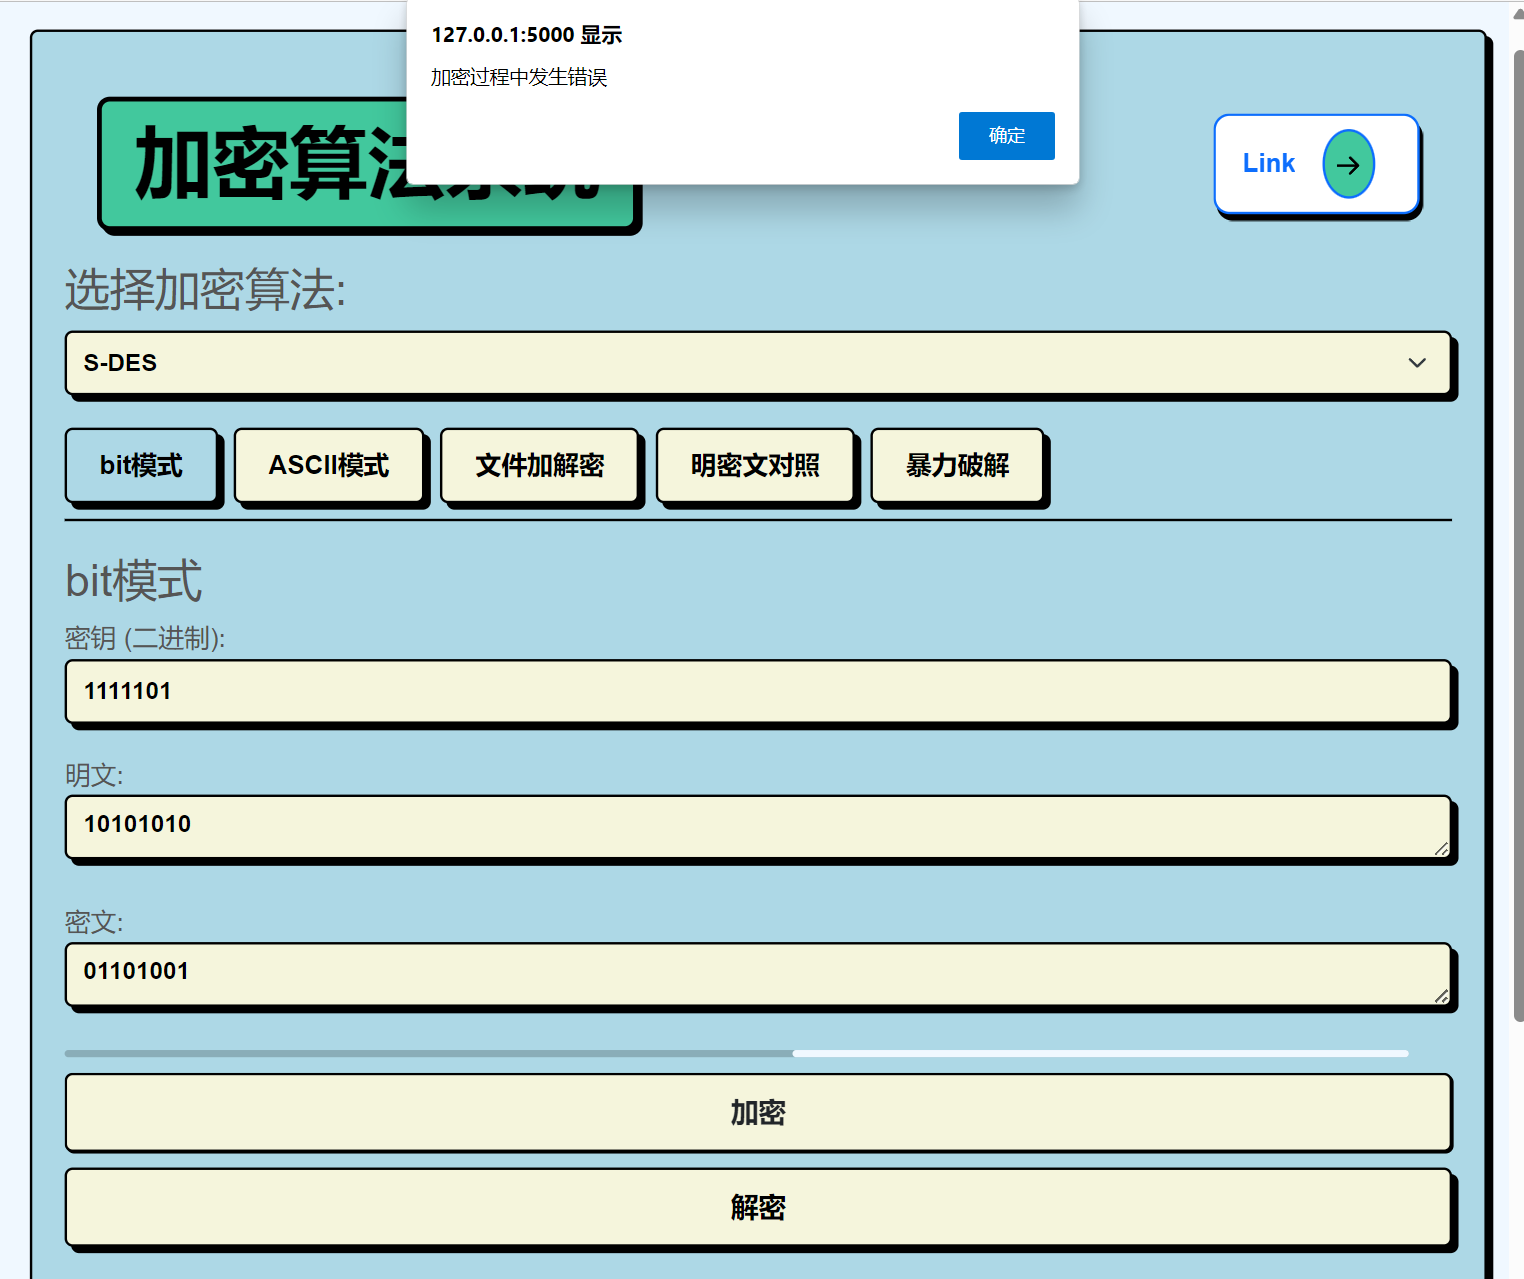 127.0.0.1:5000 显示
加密过程中发生错误
确定
加密算
Link
选择加密算法:
S-DES
bit模式
ASCII模式
文件加解密
明密文对照
暴力破解
bit模式
密钥 (二进制):
1111101
明文:
10101010
密文:
01101001
加密
解密